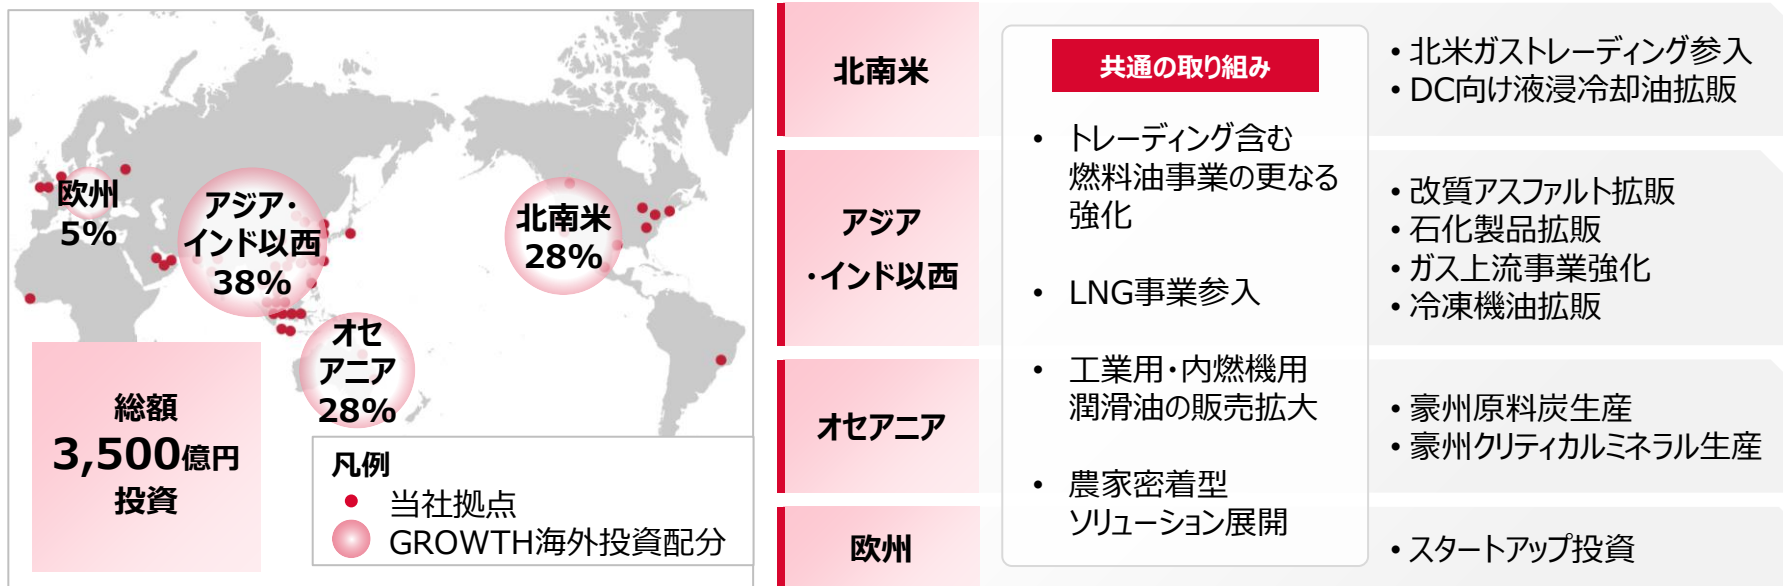 欧州
5%
アジア・
インド以西
38%
北南米
28%
オセ
アニア
28%
総額
3,500億円
投資
凡例
• 当社拠点
GROWTH海外投資配分
北南米
アジア
・インド以西
オセアニア
欧州
共通の取り組み
• トレーディング含む
燃料油事業の更なる
強化
• LNG事業参入
• 工業用・内燃機用
潤滑油の販売拡大
• 農家密着型
ソリューション展開
• 北米ガストレーディング参入
• DC向け液浸冷却油拡販
• 改質アスファルト拡販
• 石化製品拡販
• ガス上流事業強化
• 冷凍機油拡販
• 豪州原料炭生産
• 豪州クリティカルミネラル生産
• スタートアップ投資